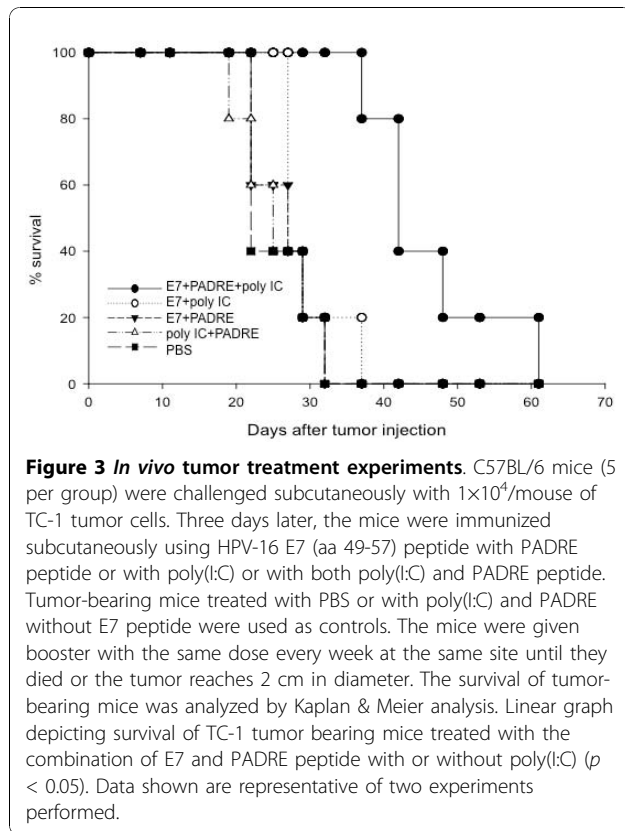 100
80
60
40
20
0
% survival
E7+PADRE+poly IC
E7+poly IC
E7+PADRE
poly IC+PADRE
PBS
0 10 20 30 40 50 60 70
Days after tumor injection
Figure 3 In vivo tumor treatment experiments. C57BL/6 mice (5
per group) were challenged subcutaneously with 1×10⁴/mouse of
TC-1 tumor cells. Three days later, the mice were immunized
subcutaneously using HPV-16 E7 (aa 49-57) peptide with PADRE
peptide or with poly(I:C) or with both poly(I:C) and PADRE peptide.
Tumor-bearing mice treated with PBS or with poly(I:C) and PADRE
without E7 peptide were used as controls. The mice were given
booster with the same dose every week at the same site until they
died or the tumor reaches 2 cm in diameter. The survival of tumor-
bearing mice was analyzed by Kaplan & Meier analysis. Linear graph
depicting survival of TC-1 tumor bearing mice treated with the
combination of E7 and PADRE peptide with or without poly(I:C) (p
< 0.05). Data shown are representative of two experiments
performed.